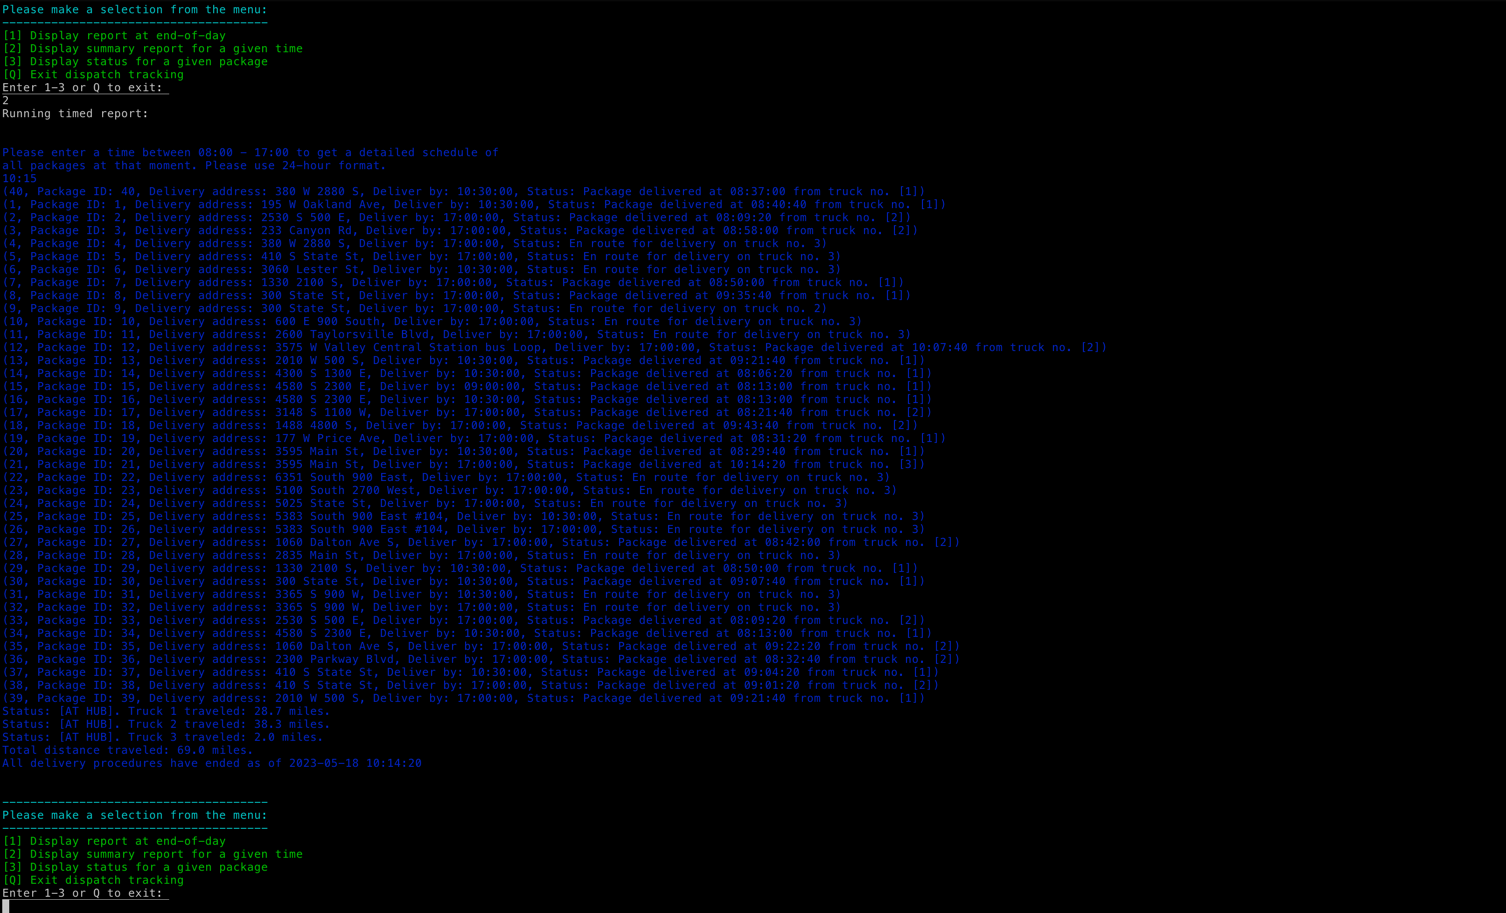 Please make a selection from the menu:
--------------------------------------
[1] Display report at end-of-day
[2] Display summary report for a given time
[3] Display status for a given package
[Q] Exit dispatch tracking
Enter 1-3 or Q to exit:
2
Running timed report:
Please enter a time between 08:00 - 17:00 to get a detailed schedule of
all packages at that moment. Please use 24-hour format.
10:15
(40, Package ID: 40, Delivery address: 380 W 2880 S, Deliver by: 10:30:00, Status: Package delivered at 08:37:00 from truck no. [1])
(1, Package ID: 1, Delivery address: 195 W Oakland Ave, Deliver by: 10:30:00, Status: Package delivered at 08:40:40 from truck no. [1])
(2, Package ID: 2, Delivery address: 2530 S 500 E, Deliver by: 17:00:00, Status: Package delivered at 08:09:20 from truck no. [2])
(3, Package ID: 3, Delivery address: 233 Canyon Rd, Deliver by: 17:00:00, Status: Package delivered at 08:58:00 from truck no. [2])
(4, Package ID: 4, Delivery address: 380 W 2880 S, Deliver by: 17:00:00, Status: En route for delivery on truck no. 3)
(5, Package ID: 5, Delivery address: 410 S State St, Deliver by: 17:00:00, Status: En route for delivery on truck no. 3)
(6, Package ID: 6, Delivery address: 3060 Lester St, Deliver by: 10:30:00, Status: En route for delivery on truck no. 3)
(7, Package ID: 7, Delivery address: 1330 2100 S, Deliver by: 17:00:00, Status: Package delivered at 08:50:00 from truck no. [1])
(8, Package ID: 8, Delivery address: 300 State St, Deliver by: 17:00:00, Status: Package delivered at 09:35:40 from truck no. [1])
(9, Package ID: 9, Delivery address: 300 State St, Deliver by: 17:00:00, Status: En route for delivery on truck no. 2)
(10, Package ID: 10, Delivery address: 600 E 900 South, Deliver by: 17:00:00, Status: En route for delivery on truck no. 3)
(11, Package ID: 11, Delivery address: 2600 Taylorsville Blvd, Deliver by: 17:00:00, Status: En route for delivery on truck no. 3)
(12, Package ID: 12, Delivery address: 3575 W Valley Central Station bus Loop, Deliver by: 17:00:00, Status: Package delivered at 10:07:40 from truck no. [2])
(13, Package ID: 13, Delivery address: 2010 W 500 S, Deliver by: 10:30:00, Status: Package delivered at 09:21:40 from truck no. [1])
(14, Package ID: 14, Delivery address: 4300 S 1300 E, Deliver by: 10:30:00, Status: Package delivered at 08:06:20 from truck no. [1])
(15, Package ID: 15, Delivery address: 4580 S 2300 E, Deliver by: 09:00:00, Status: Package delivered at 08:13:00 from truck no. [1])
(16, Package ID: 16, Delivery address: 4580 S 2300 E, Deliver by: 10:30:00, Status: Package delivered at 08:13:00 from truck no. [1])
(17, Package ID: 17, Delivery address: 3148 S 1100 W, Deliver by: 17:00:00, Status: Package delivered at 08:21:40 from truck no. [2])
(18, Package ID: 18, Delivery address: 1488 4800 S, Deliver by: 17:00:00, Status: Package delivered at 09:43:40 from truck no. [2])
(19, Package ID: 19, Delivery address: 177 W Price Ave, Deliver by: 17:00:00, Status: Package delivered at 08:31:20 from truck no. [1])
(20, Package ID: 20, Delivery address: 3595 Main St, Deliver by: 10:30:00, Status: Package delivered at 08:29:40 from truck no. [1])
(21, Package ID: 21, Delivery address: 3595 Main St, Deliver by: 17:00:00, Status: Package delivered at 10:14:20 from truck no. [3])
(22, Package ID: 22, Delivery address: 6351 South 900 East, Deliver by: 17:00:00, Status: En route for delivery on truck no. 3)
(23, Package ID: 23, Delivery address: 5100 South 2700 West, Deliver by: 17:00:00, Status: En route for delivery on truck no. 3)
(24, Package ID: 24, Delivery address: 5025 State St, Deliver by: 17:00:00, Status: En route for delivery on truck no. 3)
(25, Package ID: 25, Delivery address: 5383 South 900 East #104, Deliver by: 10:30:00, Status: En route for delivery on truck no. 3)
(26, Package ID: 26, Delivery address: 5383 South 900 East #104, Deliver by: 17:00:00, Status: En route for delivery on truck no. 3)
(27, Package ID: 27, Delivery address: 1060 Dalton Ave S, Deliver by: 17:00:00, Status: Package delivered at 08:42:00 from truck no. [2])
(28, Package ID: 28, Delivery address: 2835 Main St, Deliver by: 17:00:00, Status: En route for delivery on truck no. 3)
(29, Package ID: 29, Delivery address: 1330 2100 S, Deliver by: 10:30:00, Status: Package delivered at 08:50:00 from truck no. [1])
(30, Package ID: 30, Delivery address: 300 State St, Deliver by: 10:30:00, Status: Package delivered at 09:07:40 from truck no. [1])
(31, Package ID: 31, Delivery address: 3365 S 900 W, Deliver by: 10:30:00, Status: En route for delivery on truck no. 3)
(32, Package ID: 32, Delivery address: 3365 S 900 W, Deliver by: 17:00:00, Status: En route for delivery on truck no. 3)
(33, Package ID: 33, Delivery address: 2530 S 500 E, Deliver by: 17:00:00, Status: Package delivered at 08:09:20 from truck no. [2])
(34, Package ID: 34, Delivery address: 4580 S 2300 E, Deliver by: 10:30:00, Status: Package delivered at 08:13:00 from truck no. [1])
(35, Package ID: 35, Delivery address: 1060 Dalton Ave S, Deliver by: 17:00:00, Status: Package delivered at 09:22:20 from truck no. [2])
(36, Package ID: 36, Delivery address: 2300 Parkway Blvd, Deliver by: 17:00:00, Status: Package delivered at 08:32:40 from truck no. [2])
(37, Package ID: 37, Delivery address: 410 S State St, Deliver by: 10:30:00, Status: Package delivered at 09:04:20 from truck no. [1])
(38, Package ID: 38, Delivery address: 410 S State St, Deliver by: 17:00:00, Status: Package delivered at 09:01:20 from truck no. [2])
(39, Package ID: 39, Delivery address: 2010 W 500 S, Deliver by: 17:00:00, Status: Package delivered at 09:21:40 from truck no. [1])
Status: [AT HUB]. Truck 1 traveled: 28.7 miles.
Status: [AT HUB]. Truck 2 traveled: 38.3 miles.
Status: [AT HUB]. Truck 3 traveled: 2.0 miles.
Total distance traveled: 69.0 miles.
All delivery procedures have ended as of 2023-05-18 10:14:20
--------------------------------------
Please make a selection from the menu:
--------------------------------------
[1] Display report at end-of-day
[2] Display summary report for a given time
[3] Display status for a given package
[Q] Exit dispatch tracking
Enter 1-3 or Q to exit: